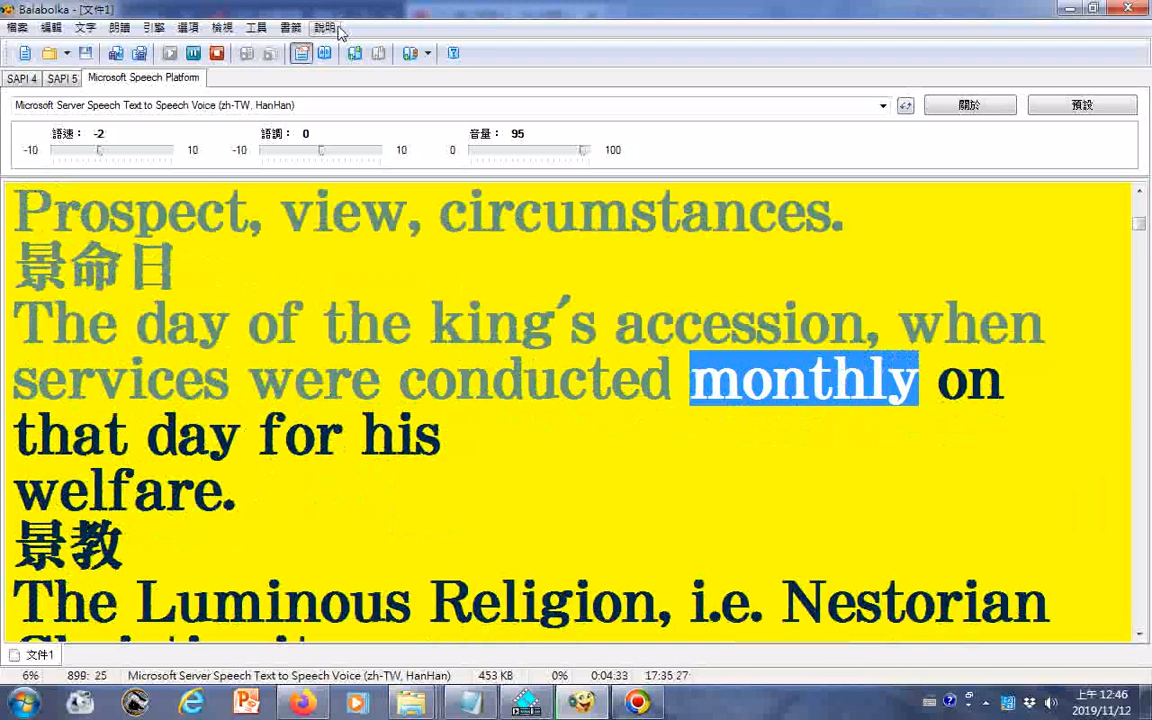 Balabolka - [文件1]
檔案 編輯 文字 朗讀 引擎 選項 檢視 工具 書籤 說明
SAPI 4 SAPI 5 Microsoft Speech Platform
Microsoft Server Speech Text to Speech Voice (zh-TW, HanHan) 關於 預設
語速： -2 語調： 0 音量： 95
-10 10 -10 10 0 100
Prospect, view, circumstances.
景命日
The day of the king's accession, when
services were conducted monthly on
that day for his
welfare.
景教
The Luminous Religion, i.e. Nestorian
Christianity
文件1
6% 899: 25 Microsoft Server Speech Text to Speech Voice (zh-TW, HanHan) 453 KB 0% 0:04:33 17:35 27
上午 12:46
2019/11/12